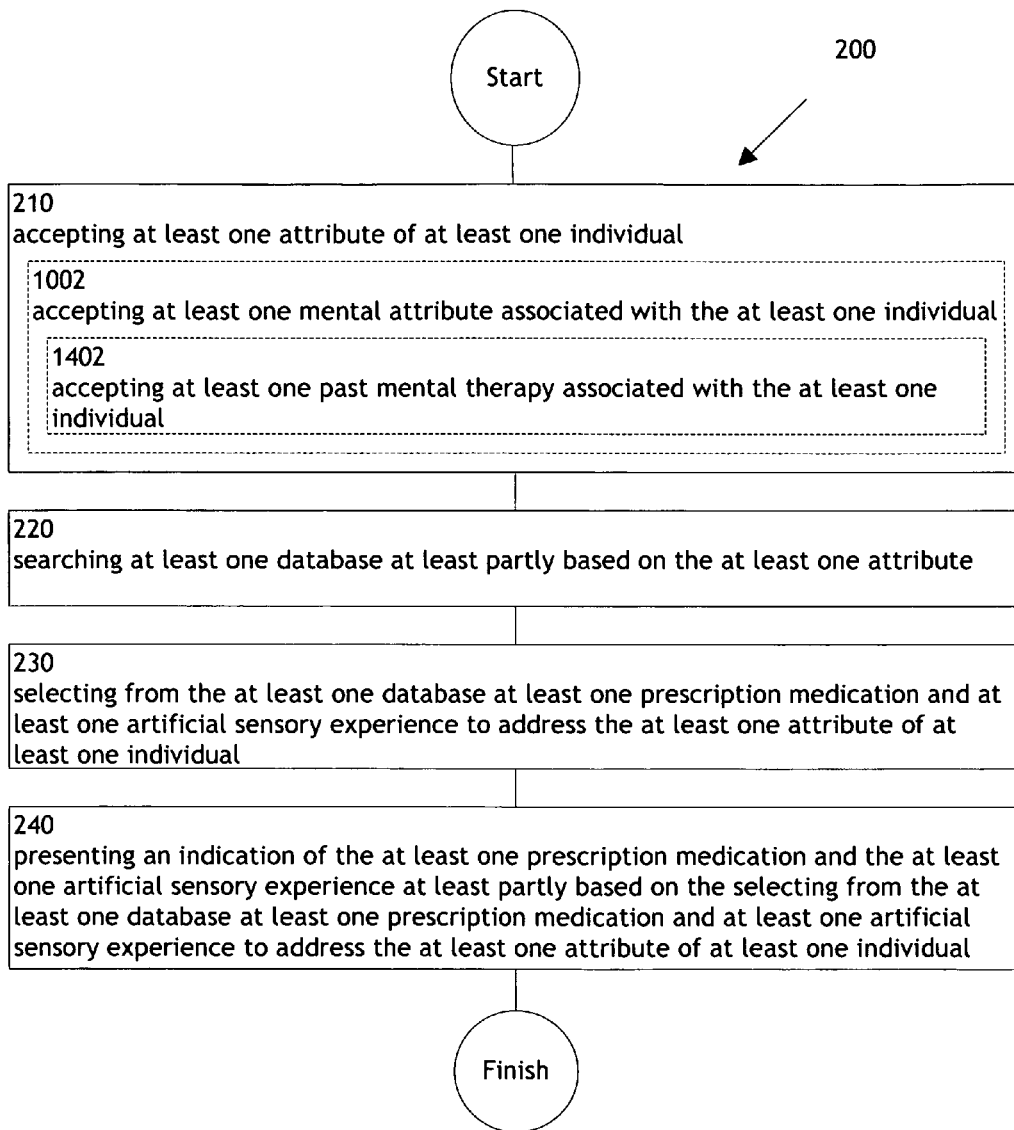 Start
200
210
accepting at least one attribute of at least one individual
1002
accepting at least one mental attribute associated with the at least one individual
1402
accepting at least one past mental therapy associated with the at least one
individual
220
searching at least one database at least partly based on the at least one attribute
230
selecting from the at least one database at least one prescription medication and at
least one artificial sensory experience to address the at least one attribute of at
least one individual
240
presenting an indication of the at least one prescription medication and the at least
one artificial sensory experience at least partly based on the selecting from the at
least one database at least one prescription medication and at least one artificial
sensory experience to address the at least one attribute of at least one individual
Finish